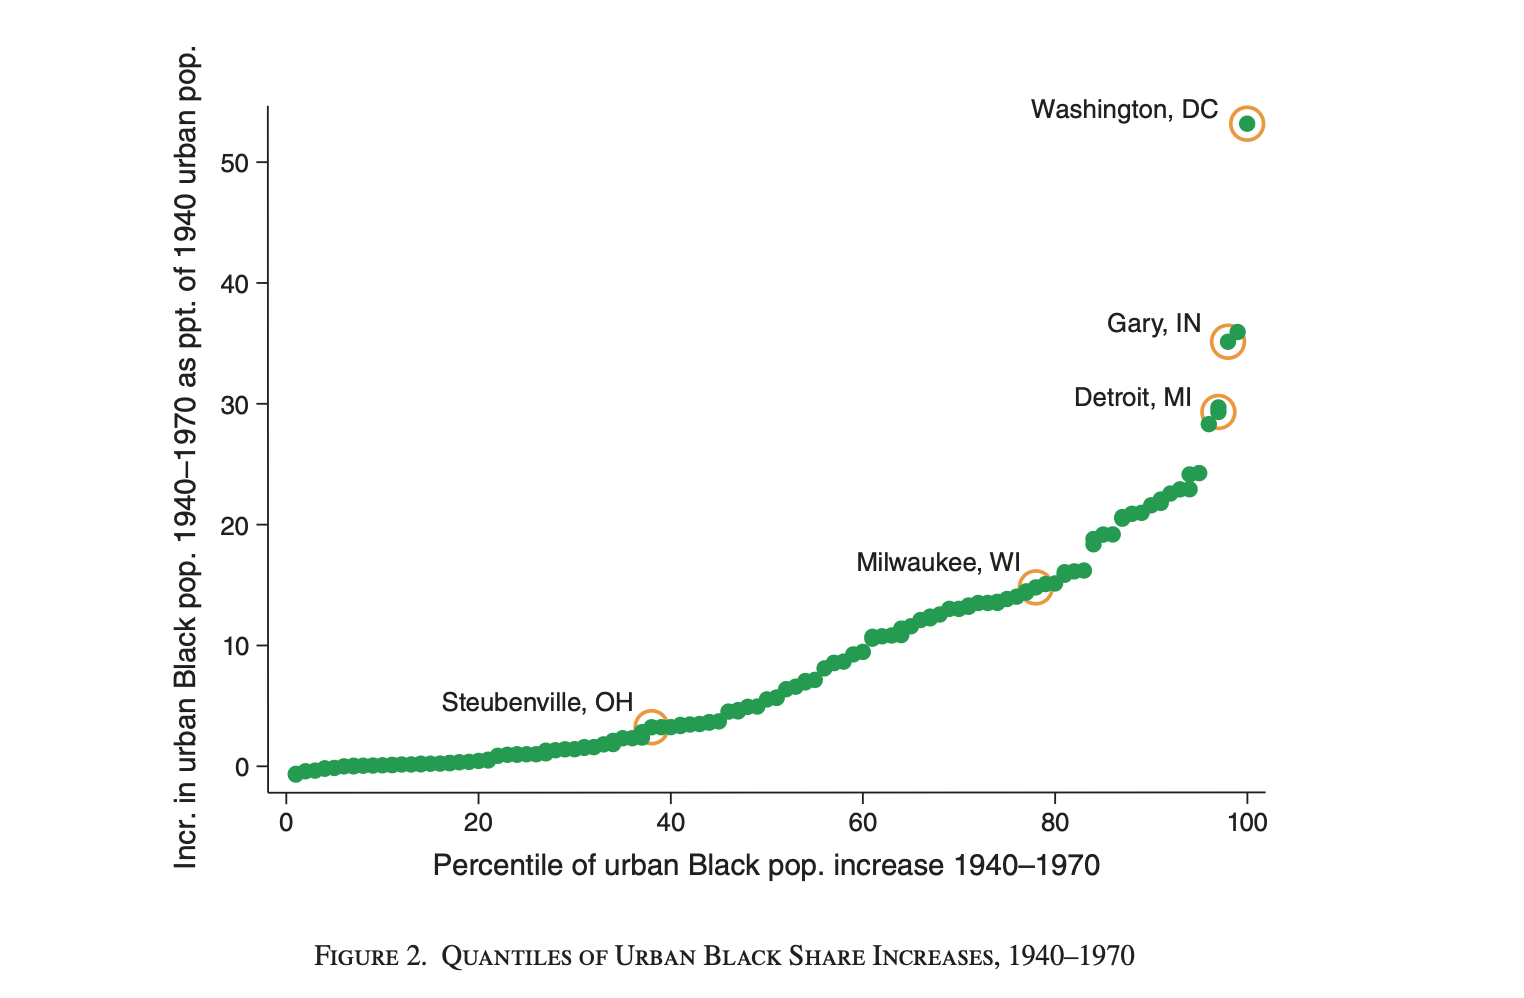 Incr. in urban Black pop. 1940–1970 as ppt. of 1940 urban pop.
50
40
30
20
10
0
Washington, DC
Gary, IN
Detroit, MI
Milwaukee, WI
Steubenville, OH
0 20 40 60 80 100
Percentile of urban Black pop. increase 1940–1970
Figure 2. Quantiles of Urban Black Share Increases, 1940–1970